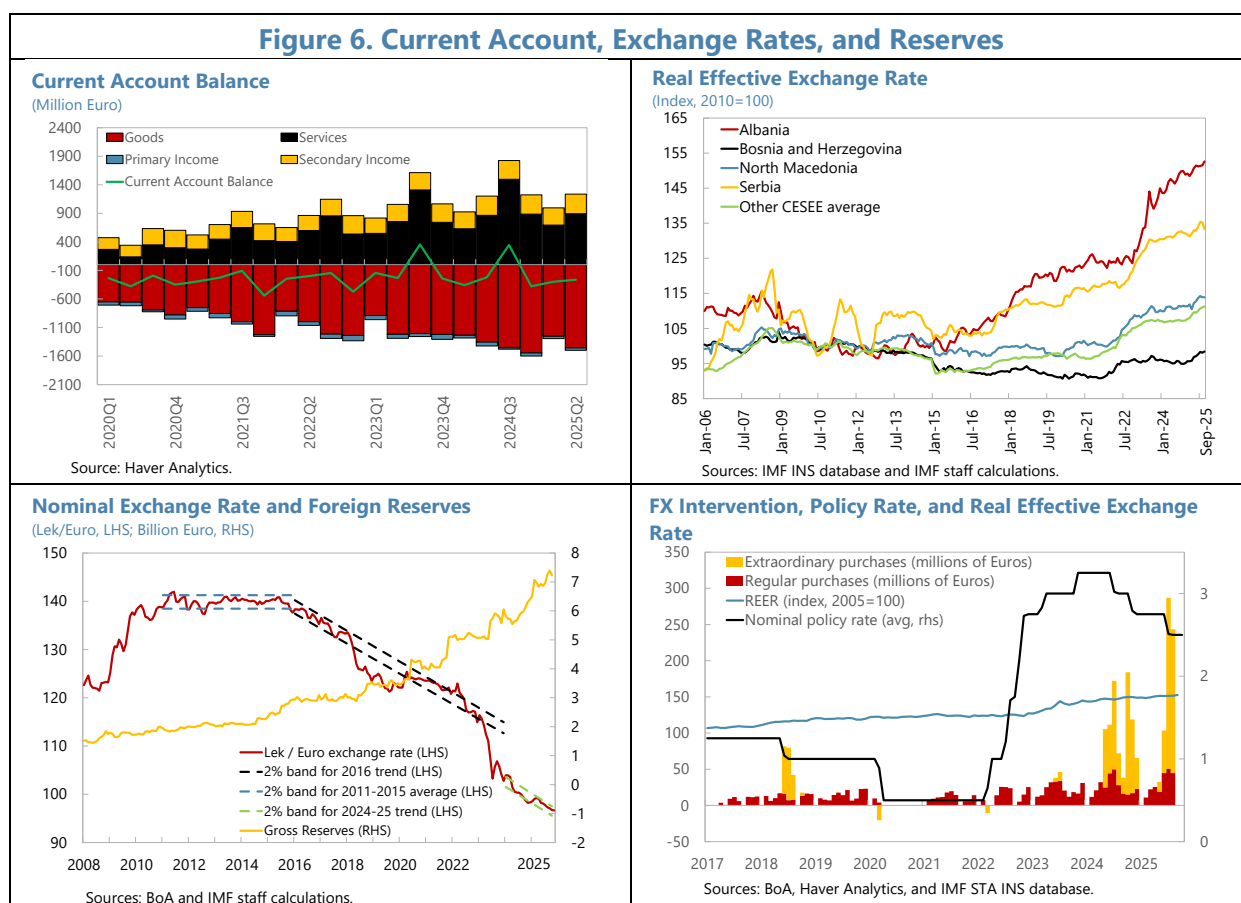 Figure 6. Current Account, Exchange Rates, and Reserves
Current Account Balance
(Million Euro)
2400
1900
1400
900
400
-100
-600
-1100
-1600
-2100
Goods
Services
Primary Income
Secondary Income
Current Account Balance
2020Q1
2020Q4
2021Q3
2022Q2
2023Q1
2023Q4
2024Q3
2025Q2
Source: Haver Analytics.
Real Effective Exchange Rate
(Index, 2010=100)
165
155
145
135
125
115
105
95
85
Albania
Bosnia and Herzegovina
North Macedonia
Serbia
Other CESEE average
Jan-06
Jul-07
Jan-09
Jul-10
Jan-12
Jul-13
Jan-15
Jul-16
Jan-18
Jul-19
Jan-21
Jul-22
Jan-24
Sep-25
Sources: IMF INS database and IMF staff calculations.
Nominal Exchange Rate and Foreign Reserves
(Lek/Euro, LHS; Billion Euro, RHS)
150
140
130
120
110
100
90
8
7
6
5
4
3
2
1
0
-1
-2
Lek / Euro exchange rate (LHS)
2% band for 2016 trend (LHS)
2% band for 2011-2015 average (LHS)
2% band for 2024-25 trend (LHS)
Gross Reserves (RHS)
2008
2010
2012
2014
2016
2018
2020
2022
2025
Sources: BoA and IMF staff calculations.
FX Intervention, Policy Rate, and Real Effective Exchange
Rate
350
300
250
200
150
100
50
0
-50
3
2
1
0
Extraordinary purchases (millions of Euros)
Regular purchases (millions of Euros)
REER (index, 2005=100)
Nominal policy rate (avg, rhs)
2017
2018
2019
2020
2021
2022
2023
2024
2025
Sources: BoA, Haver Analytics, and IMF STA INS database.